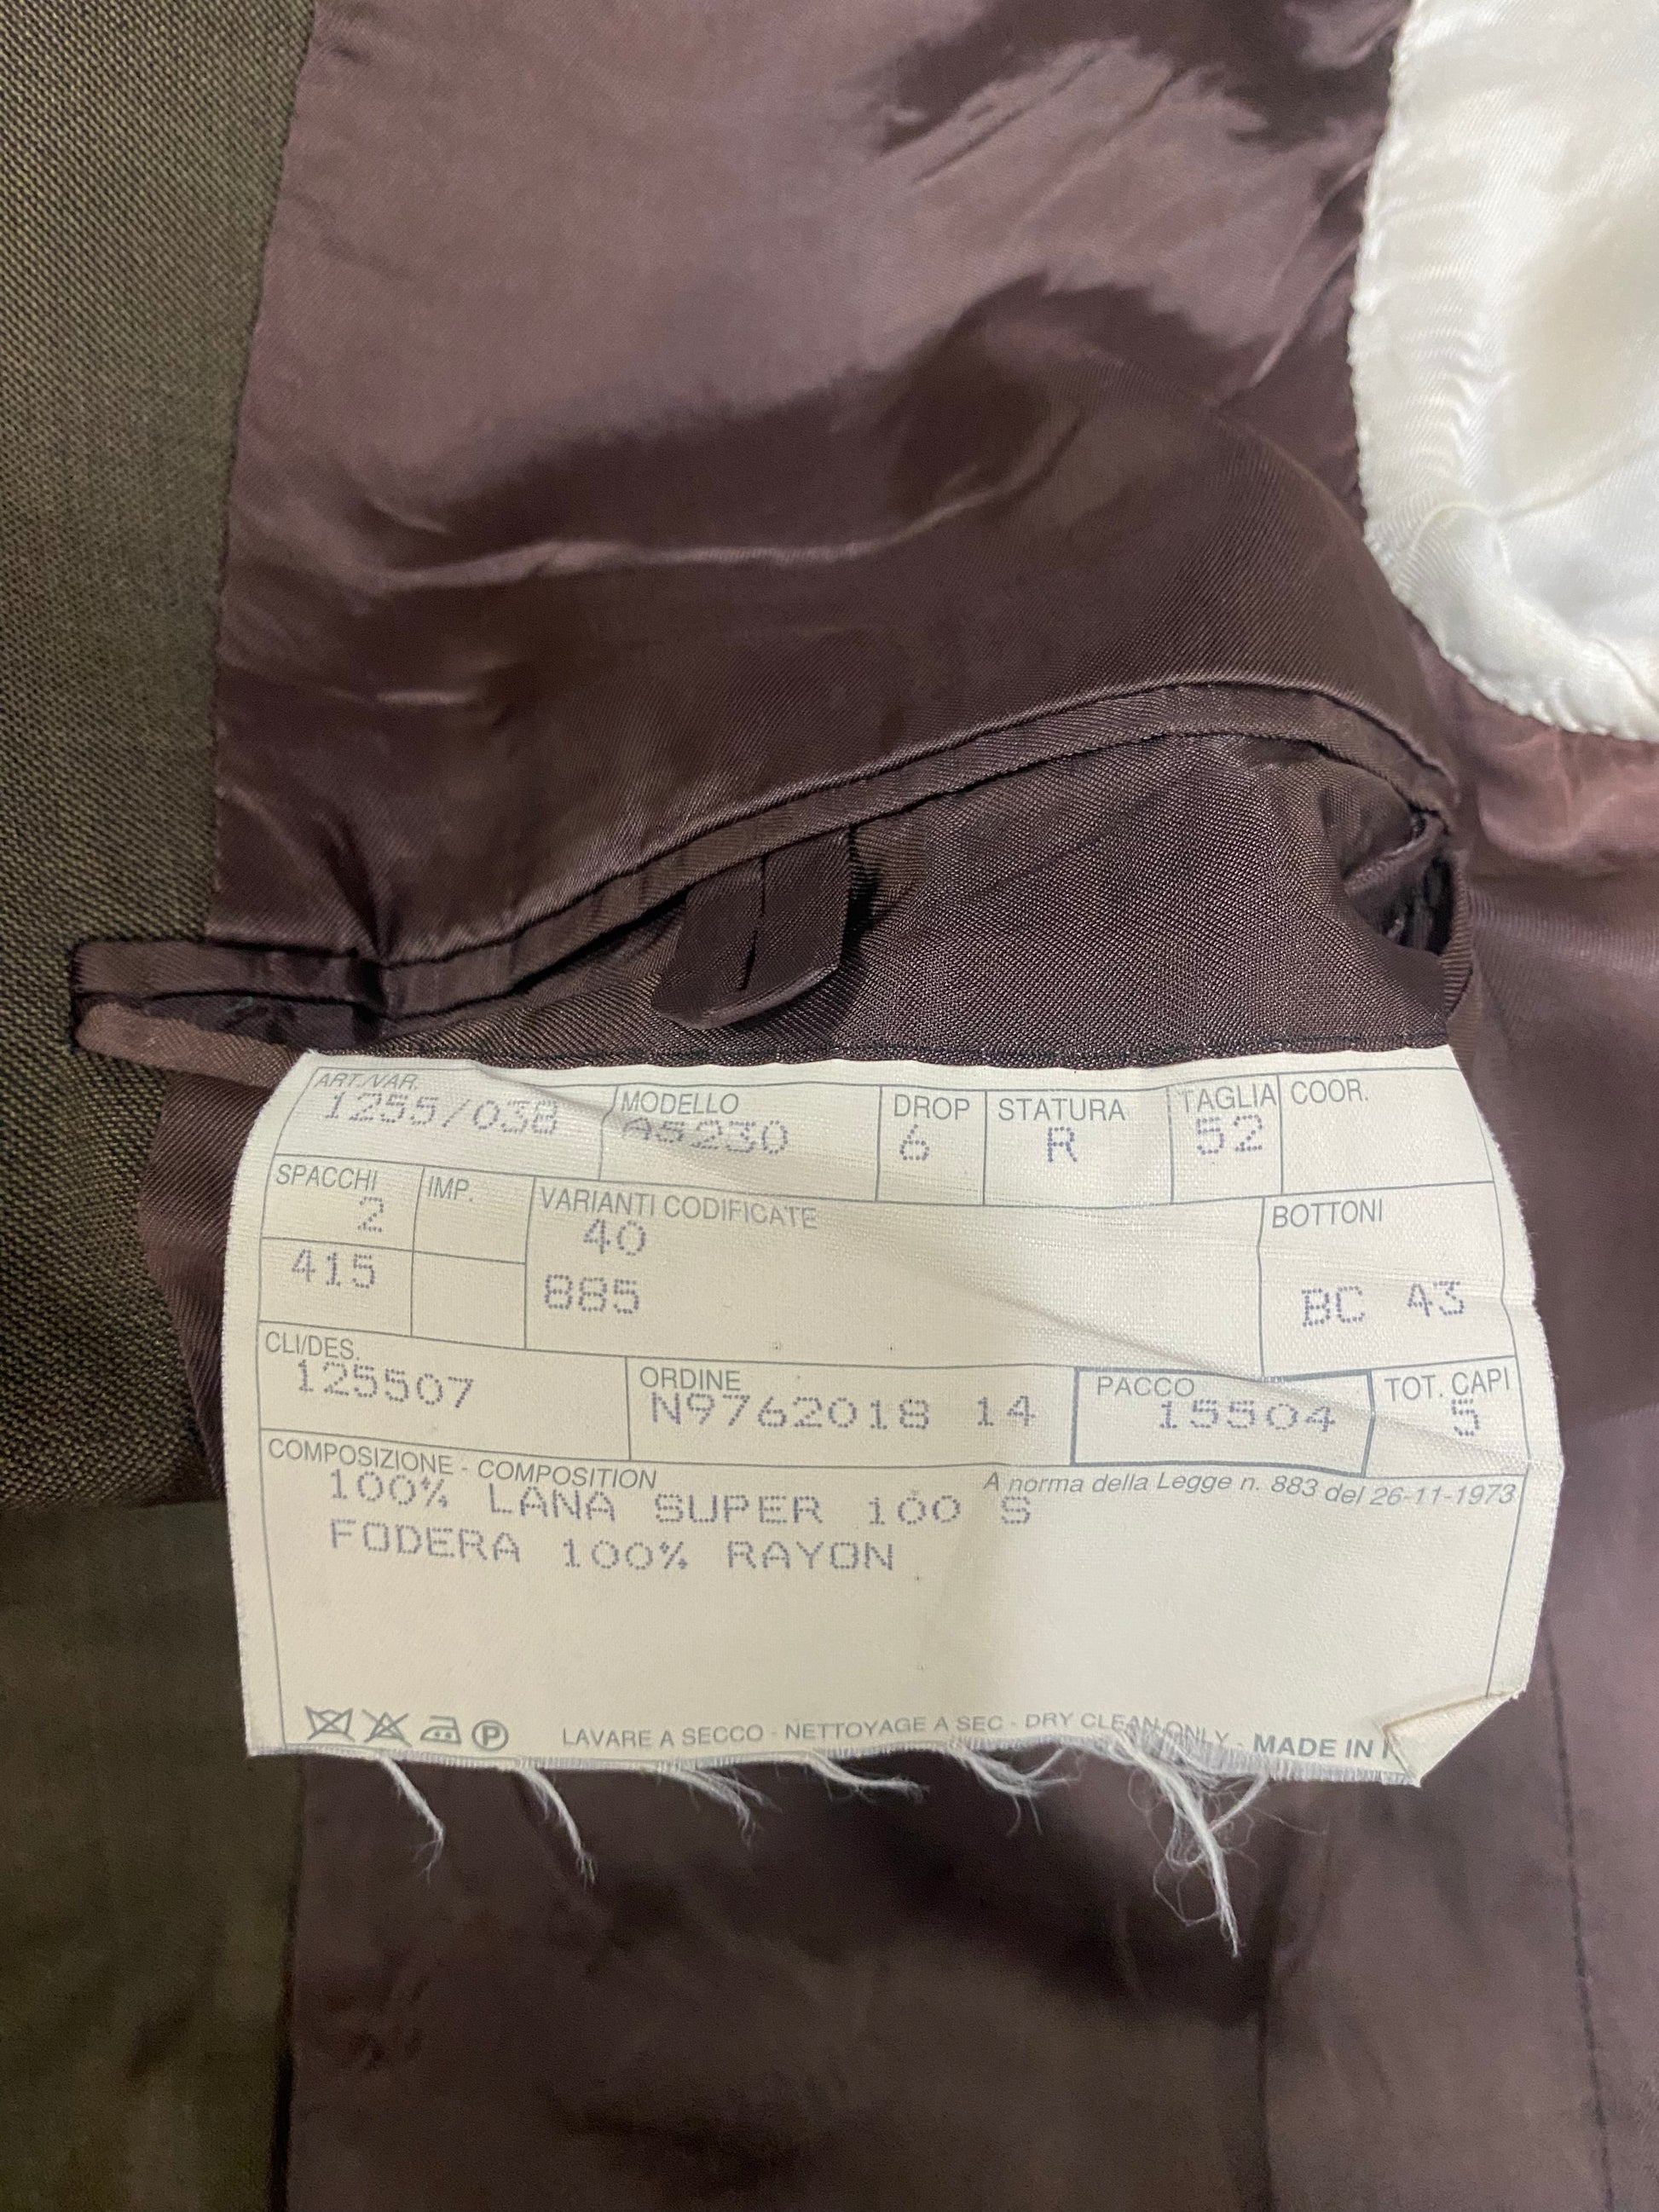 ART./VAR. MODELLO DROP STATURA TAGLIA COOR.
1255/038 A5230 6 R 52
SPACCHI IMP. VARIANTI CODIFICATE BOTTONI
2 40
415 885 BC 43
CLI/DES. ORDINE PACCO TOT. CAPI
125507 N9762018 14 15504 5
COMPOSIZIONE - COMPOSITION A norma della Legge n. 883 del 26-11-1973
100% LANA SUPER 100 S
FODERA 100% RAYON
P LAVARE A SECCO - NETTOYAGE A SEC - DRY CLEAN ONLY - MADE IN